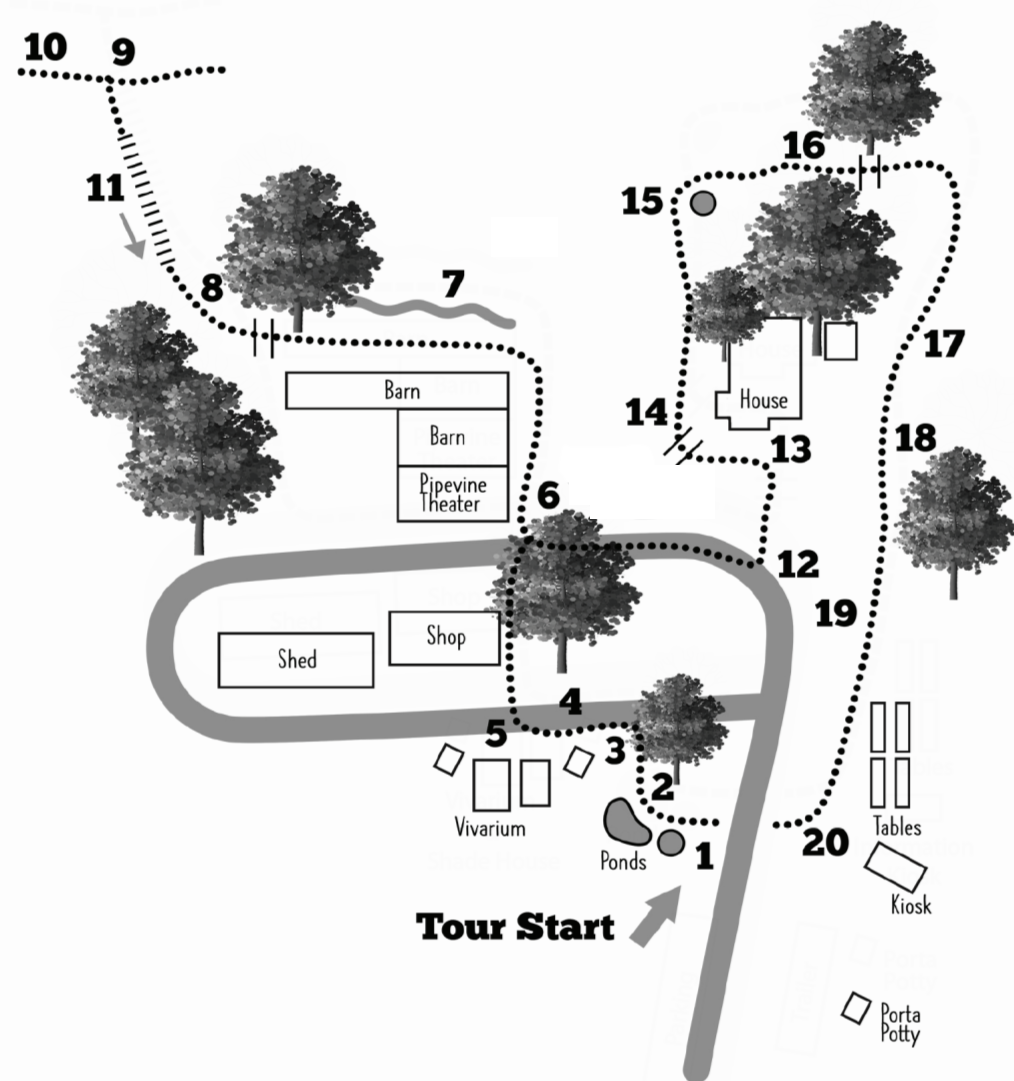 10
9
16
11
15
8
7
17
Barn
House
14
18
Barn
13
Pipevine
Theater
6
12
19
Shop
Shed
4
5
3
2
Vivarium
Tables
1
20
Ponds
Kiosk
Tour Start
Porta
Potty